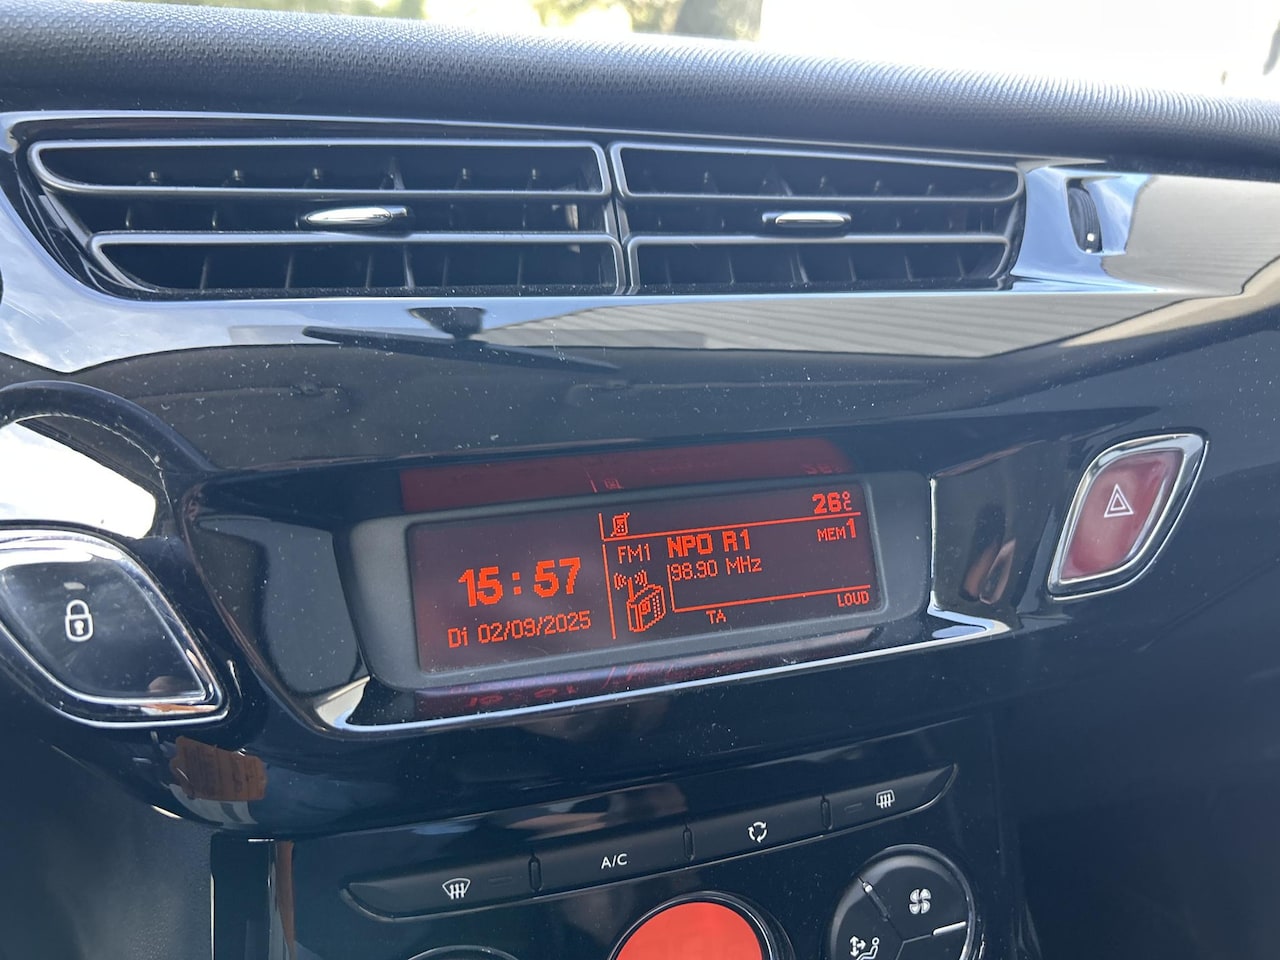 26°C
15:57
Di 02/09/2025
FM1
NPO R1
MEM1
98.90 MHz
LOUD
TA
A/C